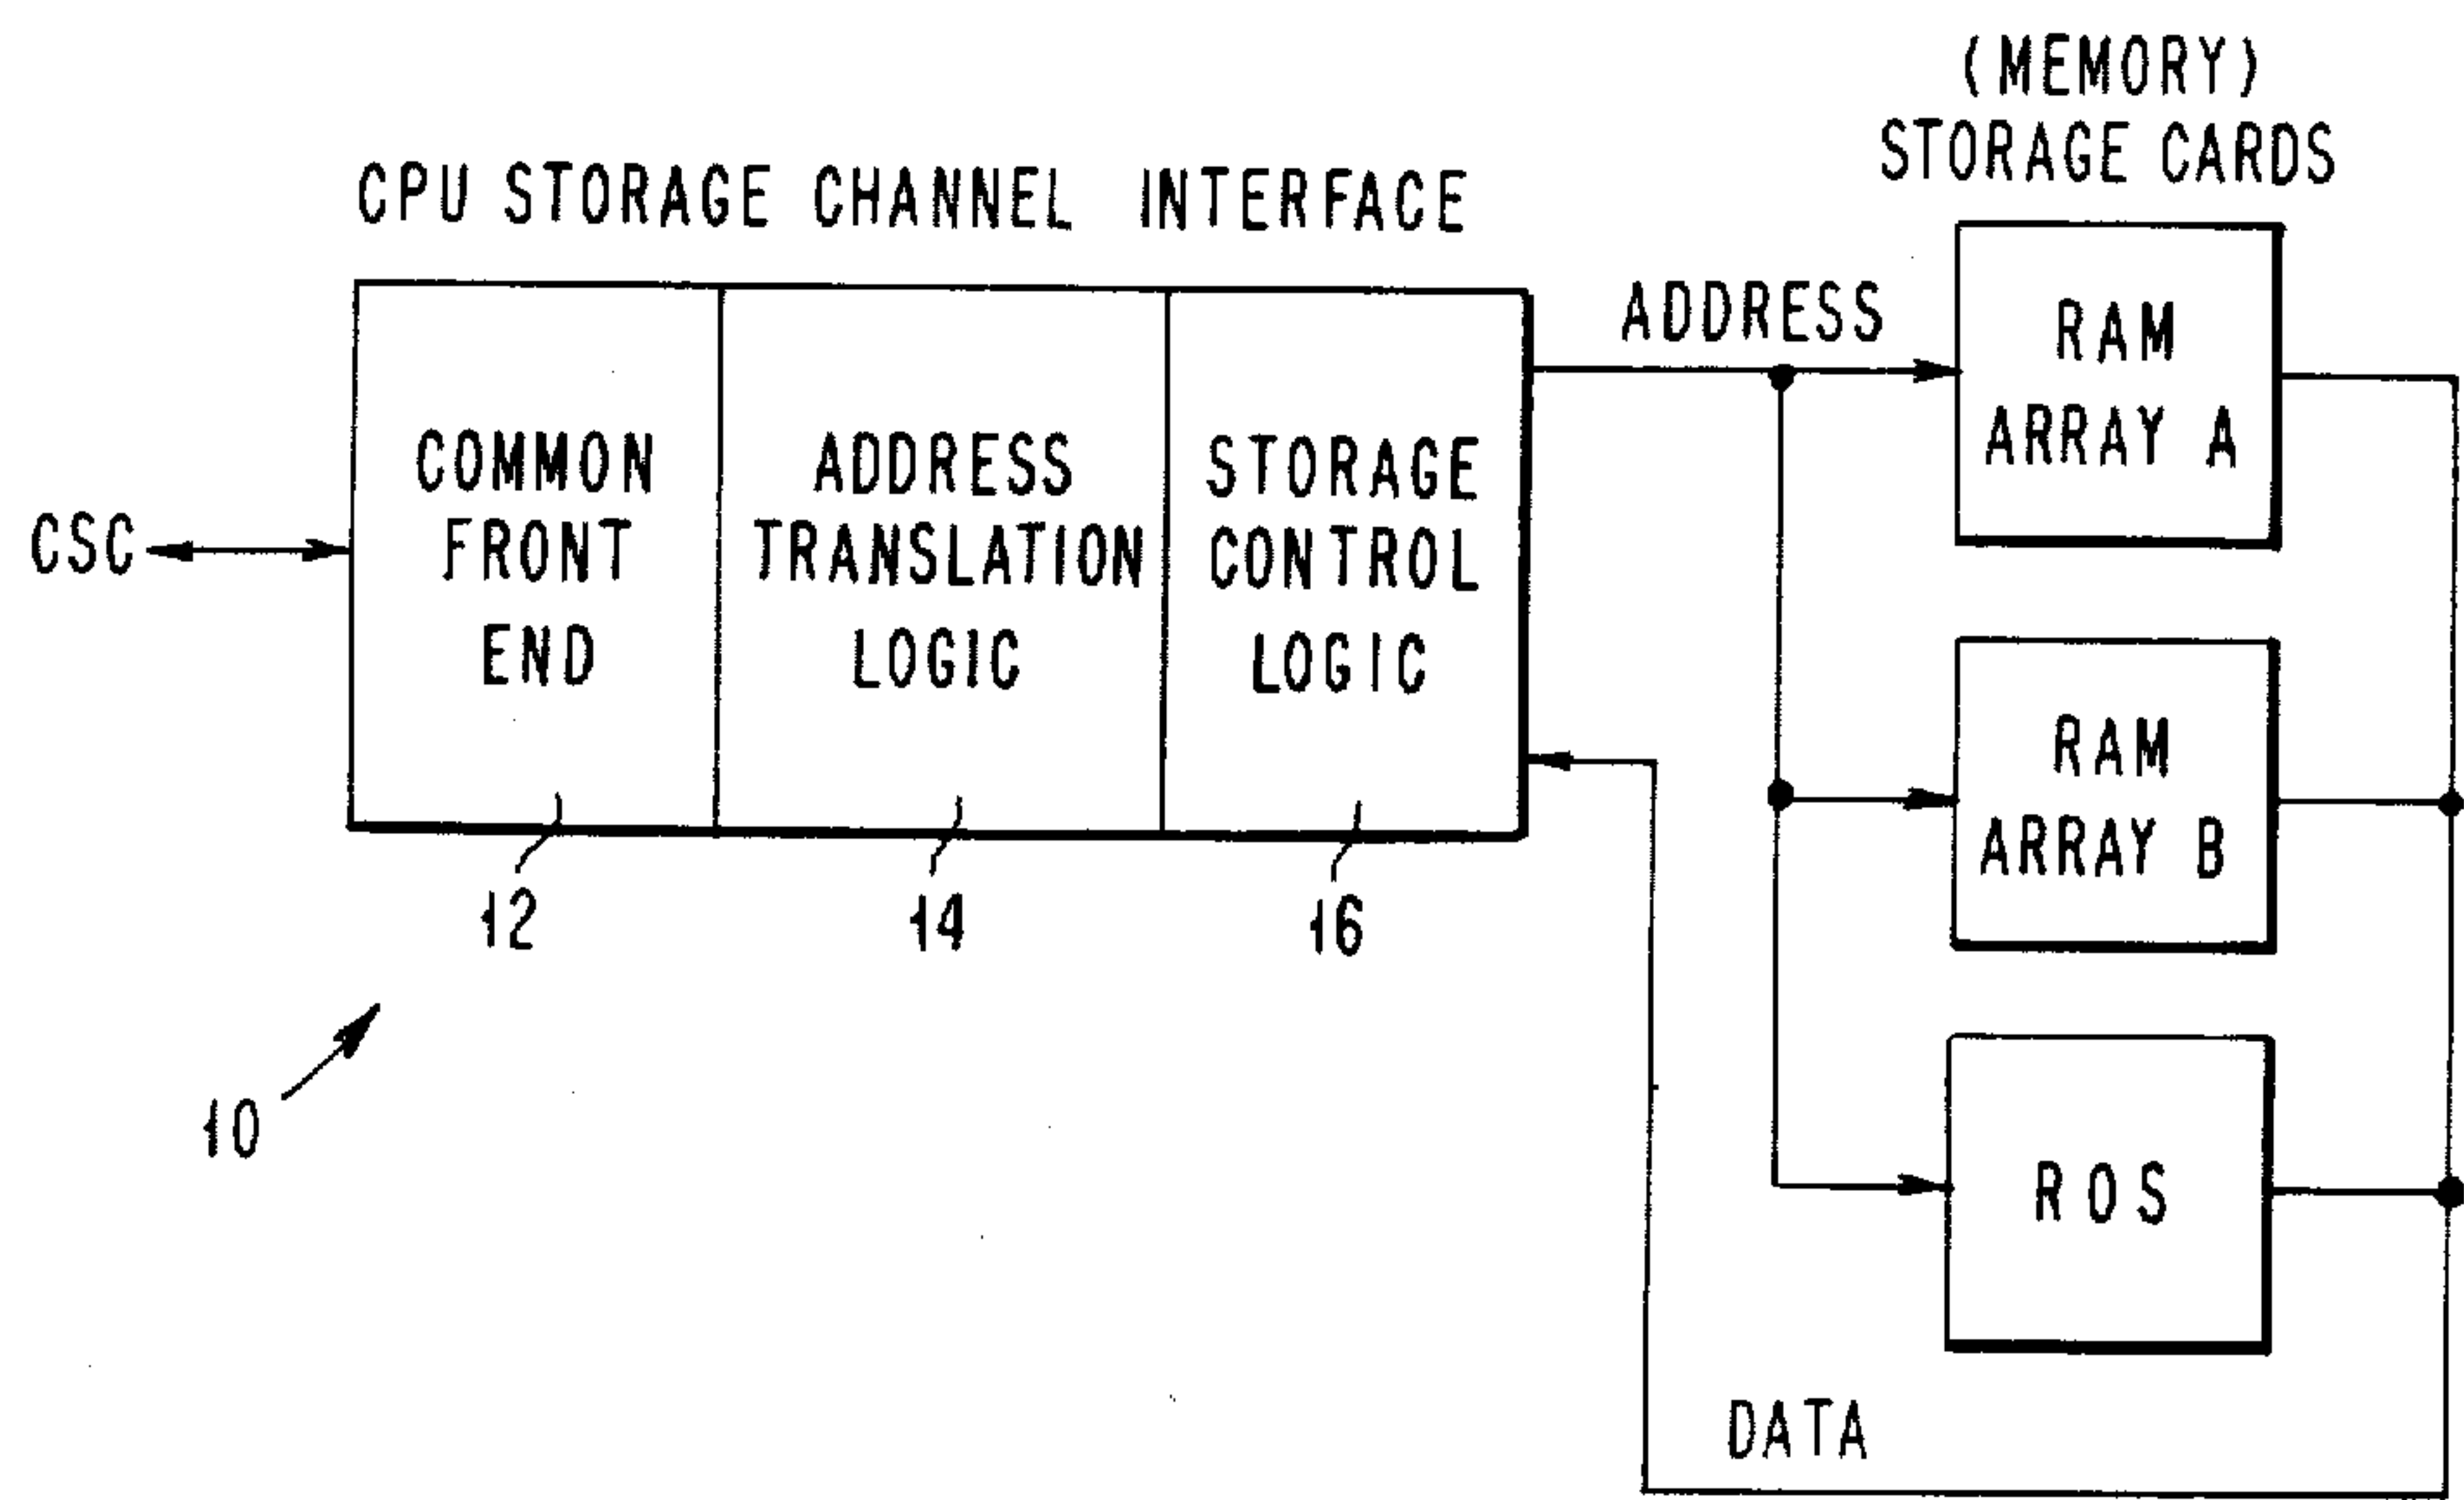 (MEMORY)
STORAGE CARDS
CPU STORAGE CHANNEL INTERFACE
ADDRESS
RAM
ARRAY A
COMMON
FRONT
END
ADDRESS
TRANSLATION
LOGIC
STORAGE
CONTROL
LOGIC
CSC
RAM
ARRAY B
12
14
16
10
ROS
DATA